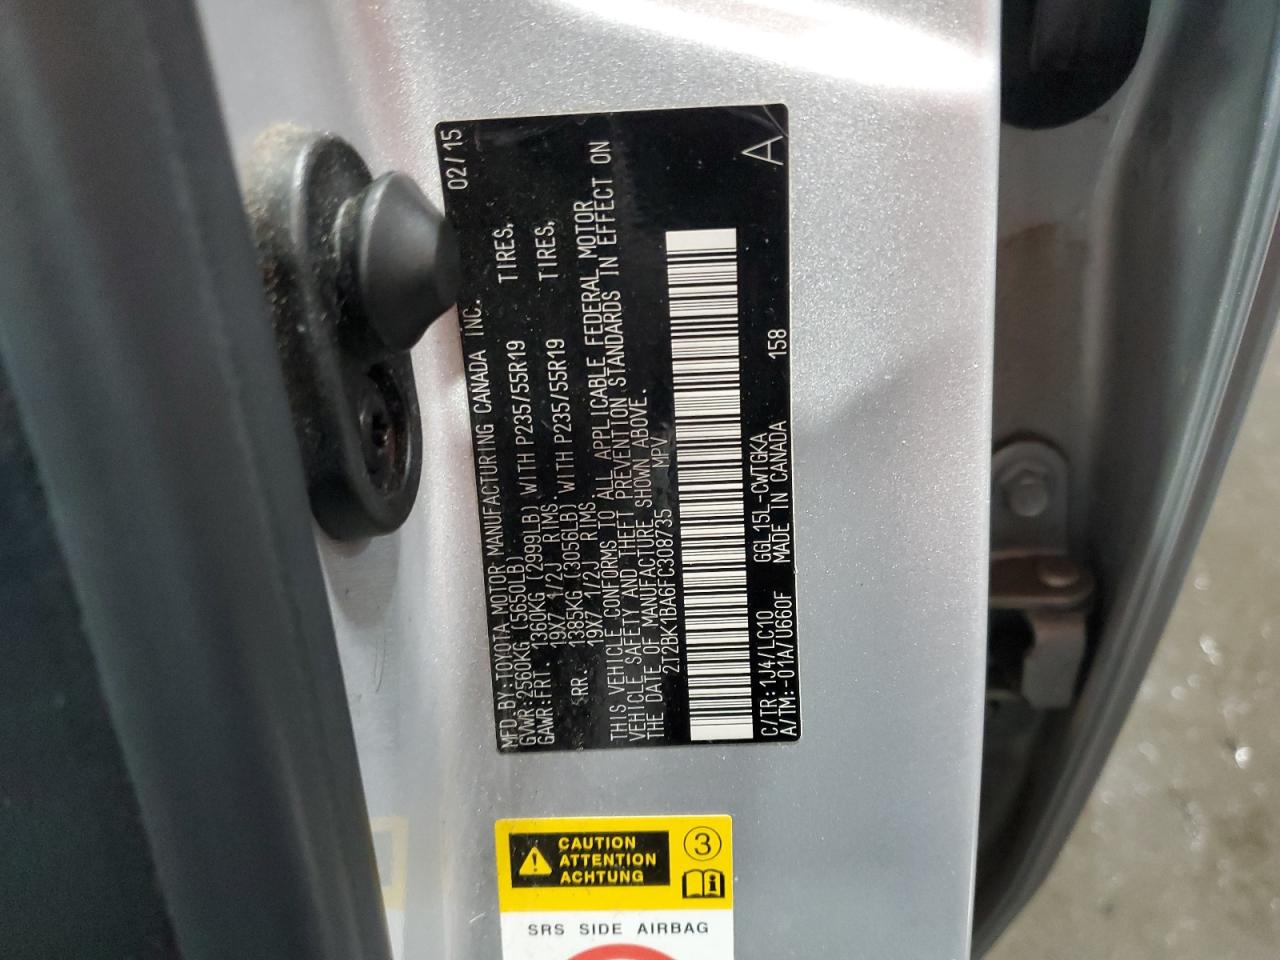 MFD.BY:TOYOTA MOTOR MANUFACTURING CANADA INC. 02/15
GVWR:2560KG(5650LB)
GAWR:FRT. 1360KG(2999LB) WITH P235/55R19 TIRES,
19X7 1/2J RIMS.
RR. 1385KG(3056LB) WITH P235/55R19 TIRES,
19X7 1/2J RIMS.
THIS VEHICLE CONFORMS TO ALL APPLICABLE FEDERAL MOTOR
VEHICLE SAFETY AND THEFT PREVENTION STANDARDS IN EFFECT ON
THE DATE OF MANUFACTURE SHOWN ABOVE.
2T2BK1BA6FC308735 MPV
A
C/TR:1J4/LC10 GGL15L-CWTGKA 158
A/TM:-01A/U660F MADE IN CANADA
CAUTION
ATTENTION
ACHTUNG
3
SRS SIDE AIRBAG